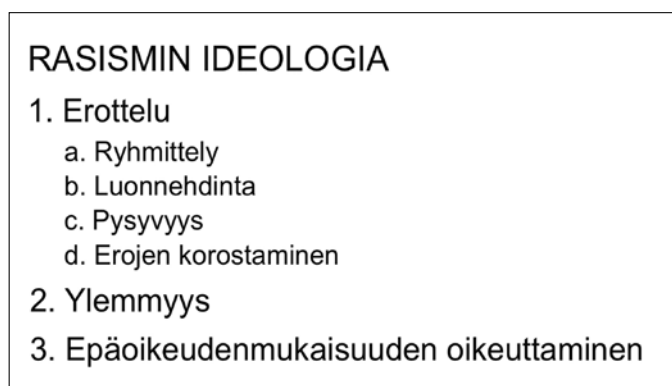 RASISMIN IDEOLOGIA
1. Erottelu
a. Ryhmittely
b. Luonnehdinta
c. Pysyvyys
d. Erojen korostaminen
2. Ylemmyys
3. Epäoikeudenmukaisuuden oikeuttaminen